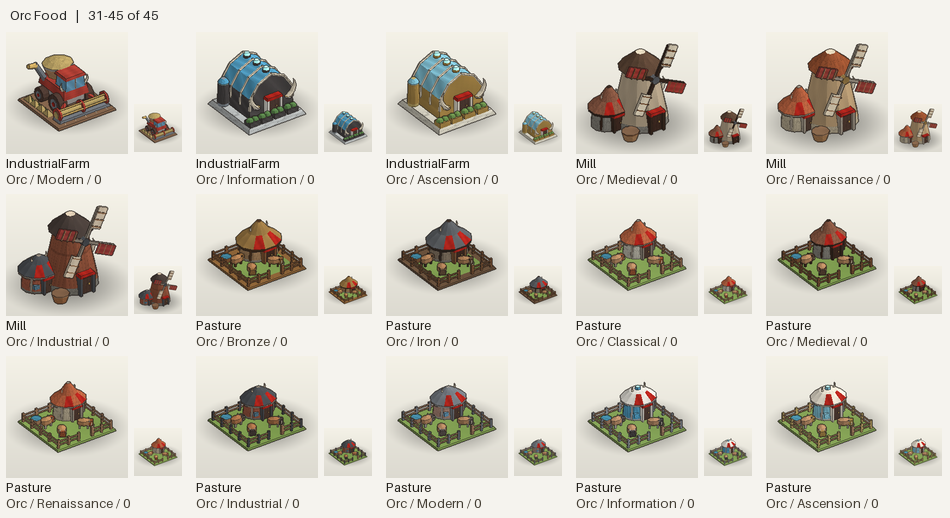 Orc Food | 31-45 of 45
IndustrialFarm
Orc / Modern / 0
IndustrialFarm
Orc / Information / 0
IndustrialFarm
Orc / Ascension / 0
Mill
Orc / Medieval / 0
Mill
Orc / Renaissance / 0
Mill
Orc / Industrial / 0
Pasture
Orc / Bronze / 0
Pasture
Orc / Iron / 0
Pasture
Orc / Classical / 0
Pasture
Orc / Medieval / 0
Pasture
Orc / Renaissance / 0
Pasture
Orc / Industrial / 0
Pasture
Orc / Modern / 0
Pasture
Orc / Information / 0
Pasture
Orc / Ascension / 0